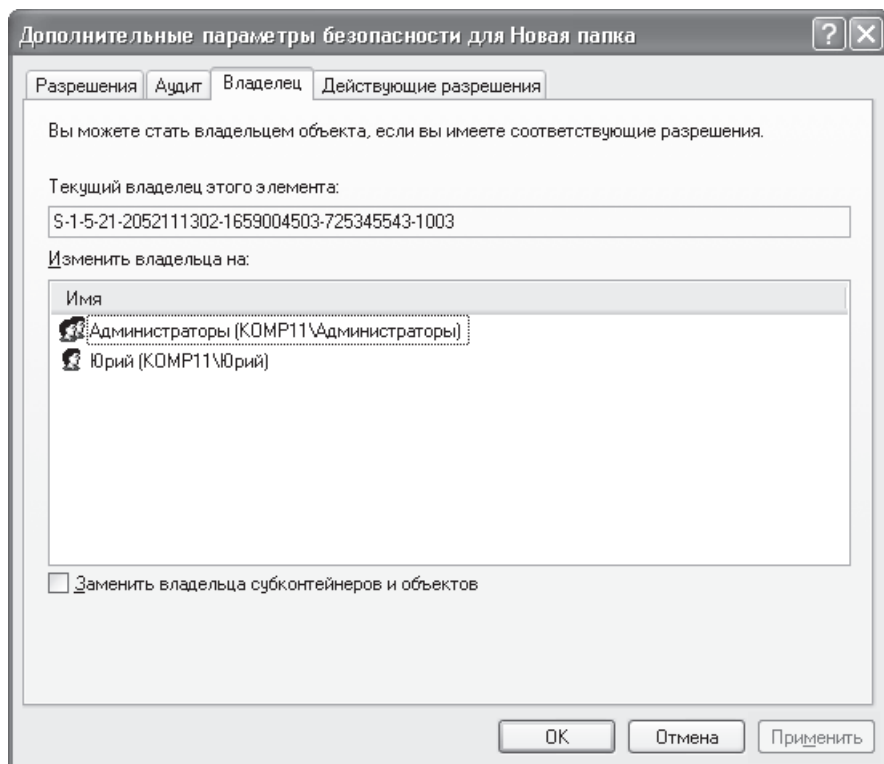 Дополнительные параметры безопасности для Новая папка
Разрешения Аудит Владелец Действующие разрешения
Вы можете стать владельцем объекта, если вы имеете соответствующие разрешения.
Текущий владелец этого элемента:
S-1-5-21-2052111302-1659004503-725345543-1003
Изменить владельца на:
Имя
Администраторы (KOMP11\Администраторы)
Юрий (KOMP11\Юрий)
Заменить владельца субконтейнеров и объектов
ОК Отмена Применить